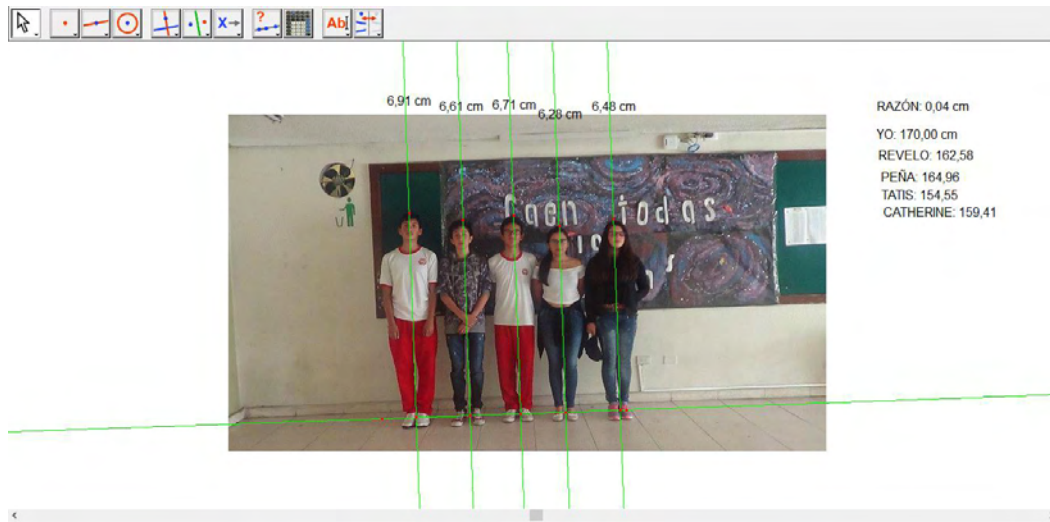 Ab
6,91 cm
6,61 cm
6,71 cm
6,28 cm
6,48 cm
RAZÓN: 0,04 cm
YO: 170,00 cm
REVELO: 162,58
PEÑA: 164,96
TATIS: 154,55
CATHERINE: 159,41
Caen todas